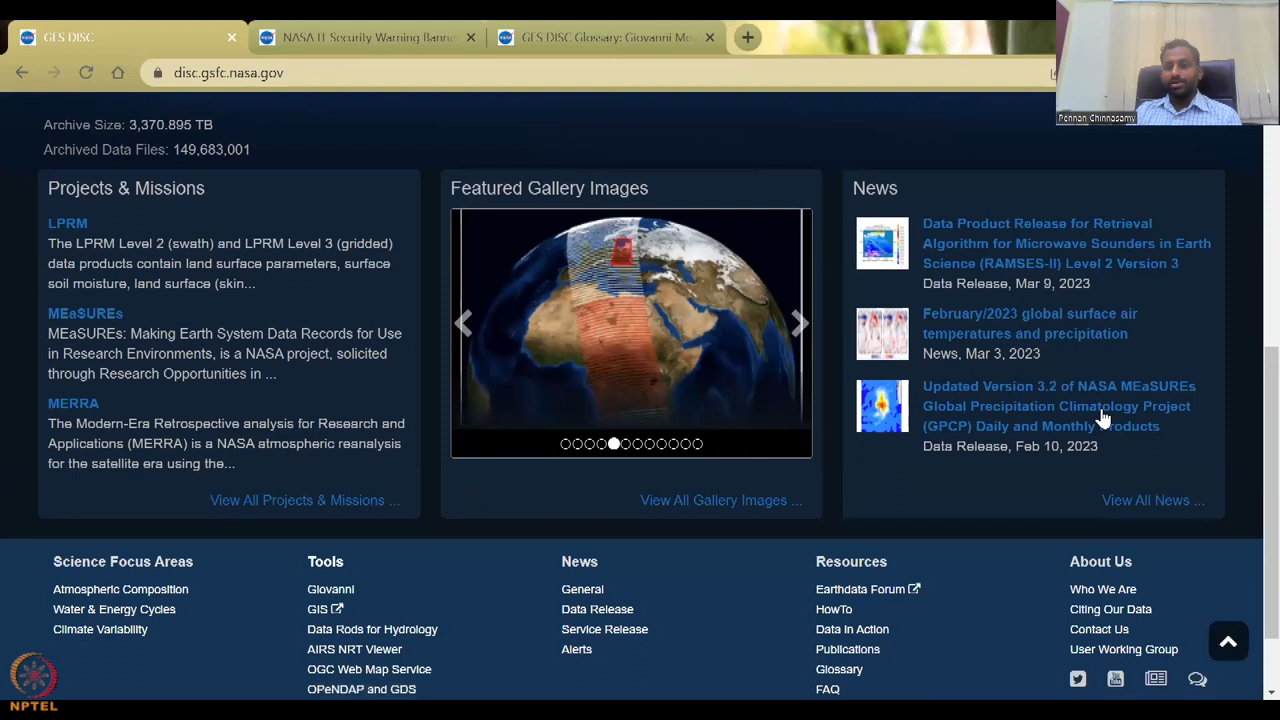 GES DISC
NASA IT Security Warning Banne
GES DISC Glossary: Giovanni Me
disc.gsfc.nasa.gov
Pennan Chinnasamy
Archive Size: 3,370.895 TB
Archived Data Files: 149,683,001
Projects & Missions
LPRM
The LPRM Level 2 (swath) and LPRM Level 3 (gridded)
data products contain land surface parameters, surface
soil moisture, land surface (skin...
MEaSUREs
MEaSUREs: Making Earth System Data Records for Use
in Research Environments, is a NASA project, solicited
through Research Opportunities in ...
MERRA
The Modern-Era Retrospective analysis for Research and
Applications (MERRA) is a NASA atmospheric reanalysis
for the satellite era using the...
View All Projects & Missions ...
Featured Gallery Images
View All Gallery Images ...
News
Data Product Release for Retrieval
Algorithm for Microwave Sounders in Earth
Science (RAMSES-II) Level 2 Version 3
Data Release, Mar 9, 2023
February/2023 global surface air
temperatures and precipitation
News, Mar 3, 2023
Updated Version 3.2 of NASA MEaSUREs
Global Precipitation Climatology Project
(GPCP) Daily and Monthly Products
Data Release, Feb 10, 2023
View All News ...
Science Focus Areas
Atmospheric Composition
Water & Energy Cycles
Climate Variability
Tools
Giovanni
GIS
Data Rods for Hydrology
AIRS NRT Viewer
OGC Web Map Service
OPeNDAP and GDS
News
General
Data Release
Service Release
Alerts
Resources
Earthdata Forum
HowTo
Data in Action
Publications
Glossary
FAQ
About Us
Who We Are
Citing Our Data
Contact Us
User Working Group
NPTEL